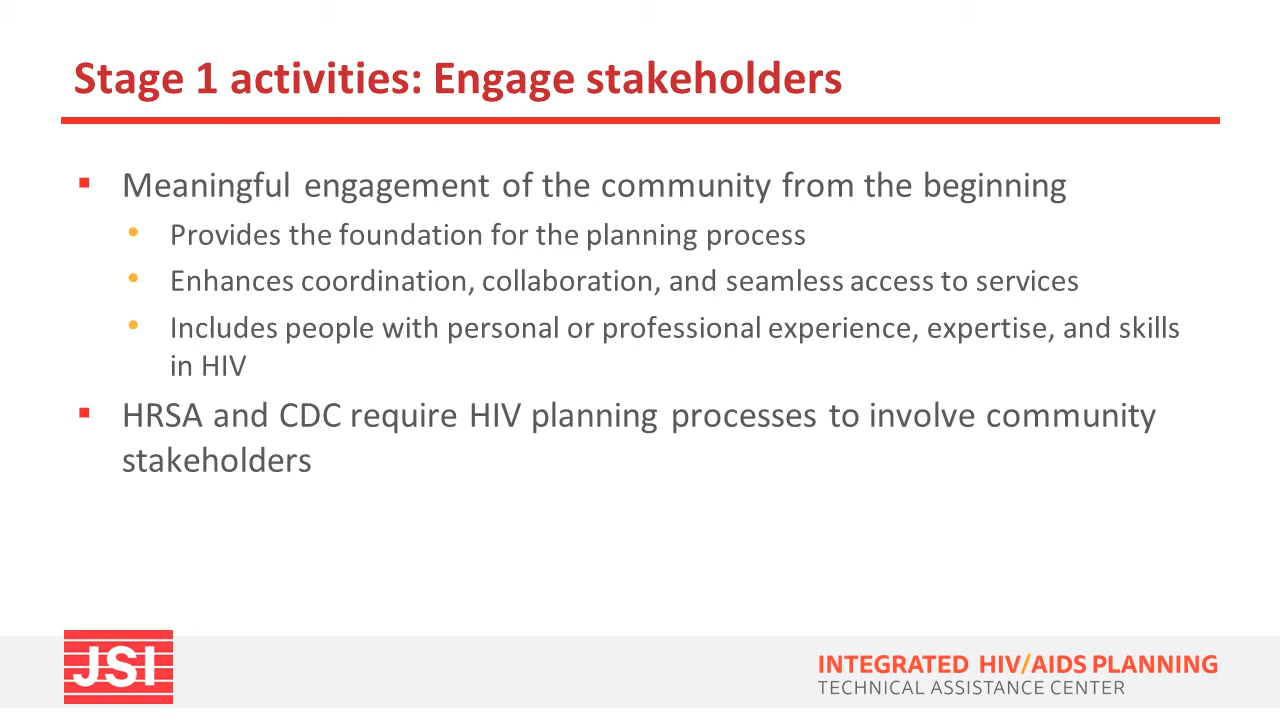 Stage 1 activities: Engage stakeholders
▪ Meaningful engagement of the community from the beginning
• Provides the foundation for the planning process
• Enhances coordination, collaboration, and seamless access to services
• Includes people with personal or professional experience, expertise, and skills
in HIV
▪ HRSA and CDC require HIV planning processes to involve community
stakeholders
JSI
INTEGRATED HIV/AIDS PLANNING
TECHNICAL ASSISTANCE CENTER